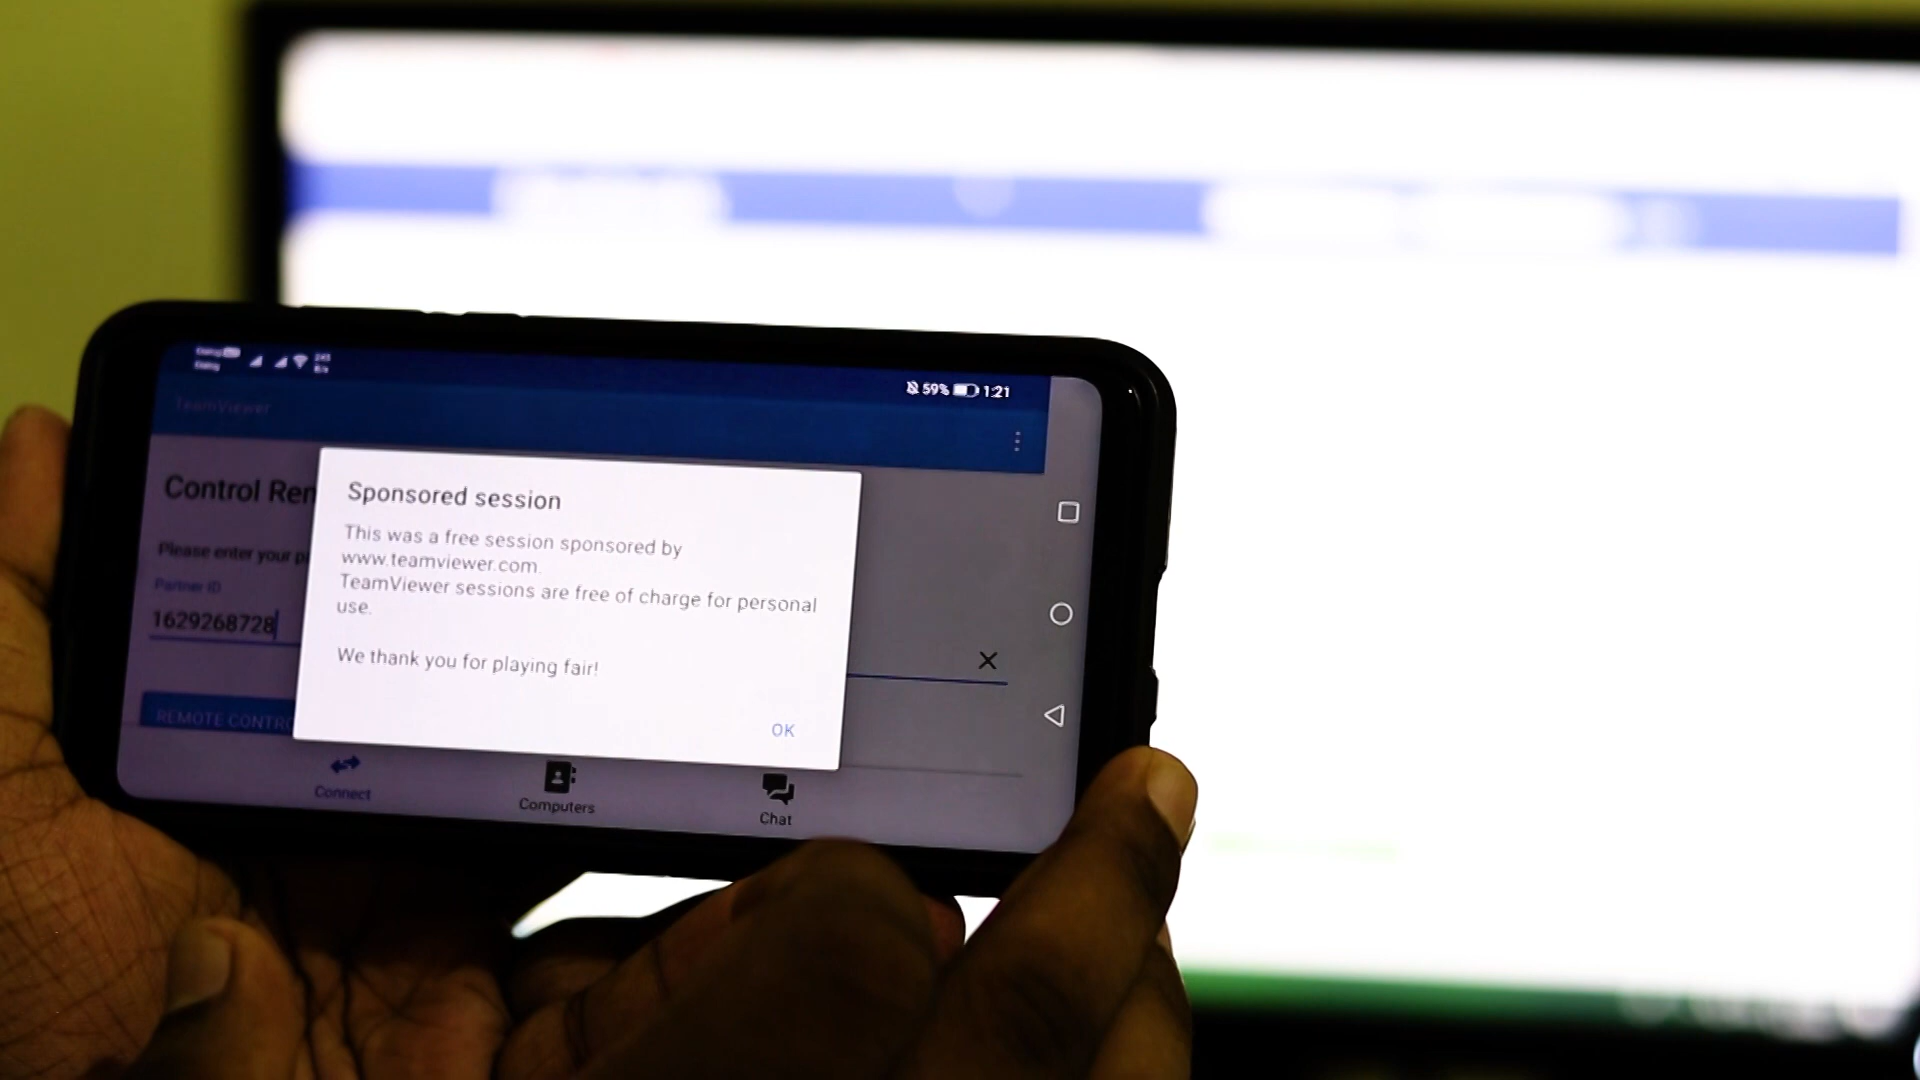 59% 1:21
TeamViewer
Control Ren
Sponsored session
This was a free session sponsored by
www.teamviewer.com.
TeamViewer sessions are free of charge for personal
use.
We thank you for playing fair!
OK
Please enter your p
Partner ID
1629268728
REMOTE CONTRO
Connect
Computers
Chat